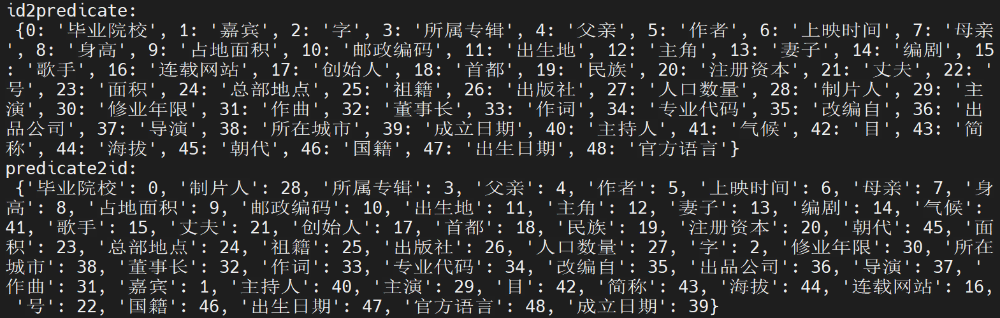 id2predicate:
{0: '毕业院校', 1: '嘉宾', 2: '字', 3: '所属专辑', 4: '父亲', 5: '作者', 6: '上映时间', 7: '母亲
', 8: '身高', 9: '占地面积', 10: '邮政编码', 11: '出生地', 12: '主角', 13: '妻子', 14: '编剧', 15
: '歌手', 16: '连载网站', 17: '创始人', 18: '首都', 19: '民族', 20: '注册资本', 21: '丈夫', 22: '
号', 23: '面积', 24: '总部地点', 25: '祖籍', 26: '出版社', 27: '人口数量', 28: '制片人', 29: '主
演', 30: '修业年限', 31: '作曲', 32: '董事长', 33: '作词', 34: '专业代码', 35: '改编自', 36: '出
品公司', 37: '导演', 38: '所在城市', 39: '成立日期', 40: '主持人', 41: '气候', 42: '目', 43: '简
称', 44: '海拔', 45: '朝代', 46: '国籍', 47: '出生日期', 48: '官方语言'}
predicate2id:
{'毕业院校': 0, '制片人': 28, '所属专辑': 3, '父亲': 4, '作者': 5, '上映时间': 6, '母亲': 7, '身
高': 8, '占地面积': 9, '邮政编码': 10, '出生地': 11, '主角': 12, '妻子': 13, '编剧': 14, '气候':
41, '歌手': 15, '丈夫': 21, '创始人': 17, '首都': 18, '民族': 19, '注册资本': 20, '朝代': 45, '面
积': 23, '总部地点': 24, '祖籍': 25, '出版社': 26, '人口数量': 27, '字': 2, '修业年限': 30, '所在
城市': 38, '董事长': 32, '作词': 33, '专业代码': 34, '改编自': 35, '出品公司': 36, '导演': 37, '
作曲': 31, '嘉宾': 1, '主持人': 40, '主演': 29, '目': 42, '简称': 43, '海拔': 44, '连载网站': 16,
'号': 22, '国籍': 46, '出生日期': 47, '官方语言': 48, '成立日期': 39}